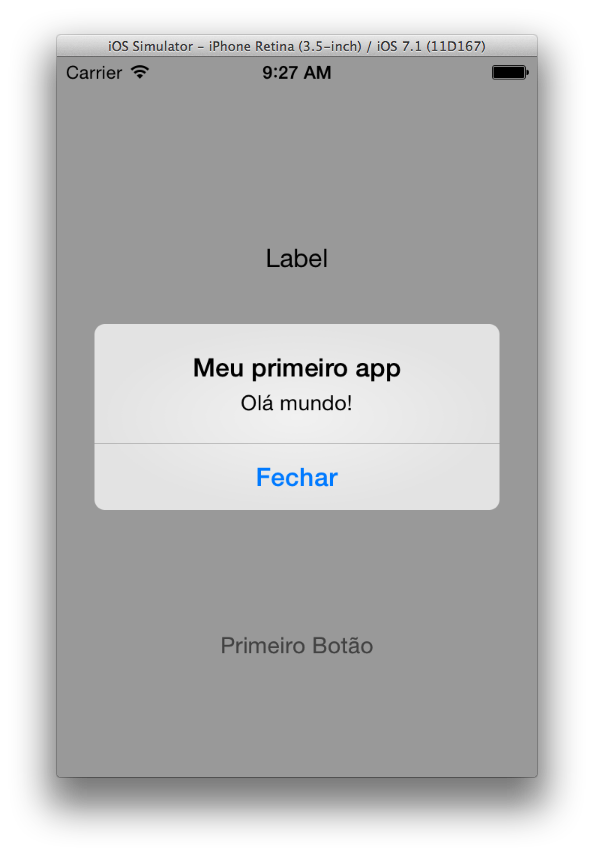 iOS Simulator – iPhone Retina (3.5-inch) / iOS 7.1 (11D167)
Carrier 9:27 AM
Label
Meu primeiro app
Olá mundo!
Fechar
Primeiro Botão